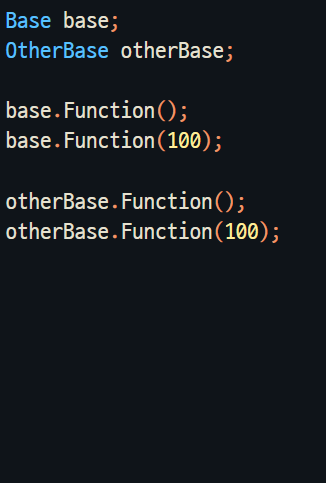 Base base;
OtherBase otherBase;
base.Function();
base.Function(100);
otherBase.Function();
otherBase.Function(100);